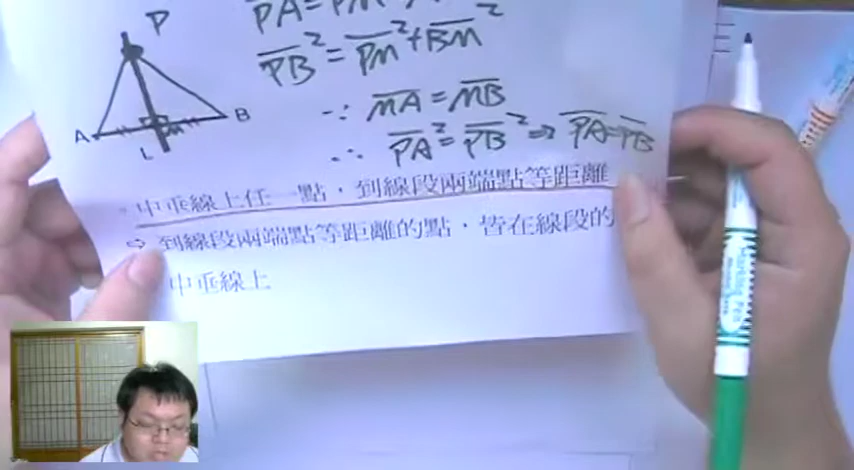 P
PA=PM
PB²=PM²+BM²
A
B
M
L
∵ MA=MB
∴ PA²=PB² ⇒ PA=PB
中垂線上任一點，到線段兩端點等距離
⇨ 到線段兩端點等距離的點，皆在線段的
中垂線上